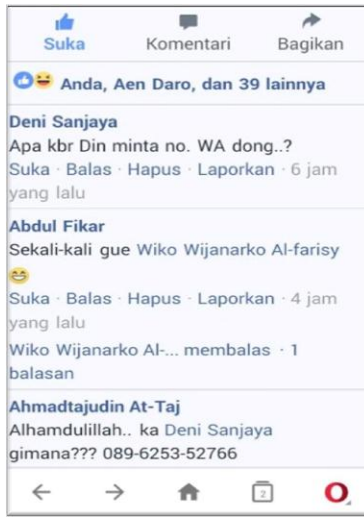 Suka Komentari Bagikan
Anda, Aen Daro, dan 39 lainnya
Deni Sanjaya
Apa kbr Din minta no. WA dong..?
Suka · Balas · Hapus · Laporkan · 6 jam
yang lalu
Abdul Fikar
Sekali-kali gue Wiko Wijanarko Al-farisy
😁
Suka · Balas · Hapus · Laporkan · 4 jam
yang lalu
Wiko Wijanarko Al-... membalas · 1
balasan
Ahmadtajudin At-Taj
Alhamdulillah.. ka Deni Sanjaya
gimana??? 089-6253-52766
2